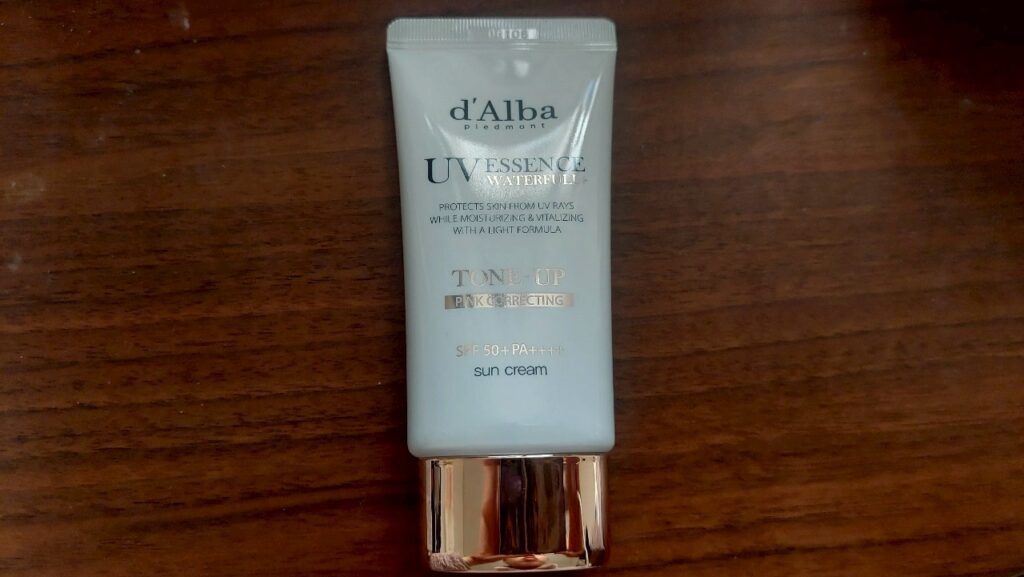 d'Alba
piedmont
UV ESSENCE
WATERFULL
PROTECTS SKIN FROM UV RAYS
WHILE MOISTURIZING & VITALIZING
WITH A LIGHT FORMULA
TONE-UP
PINK CORRECTING
SPF 50+PA++++
sun cream